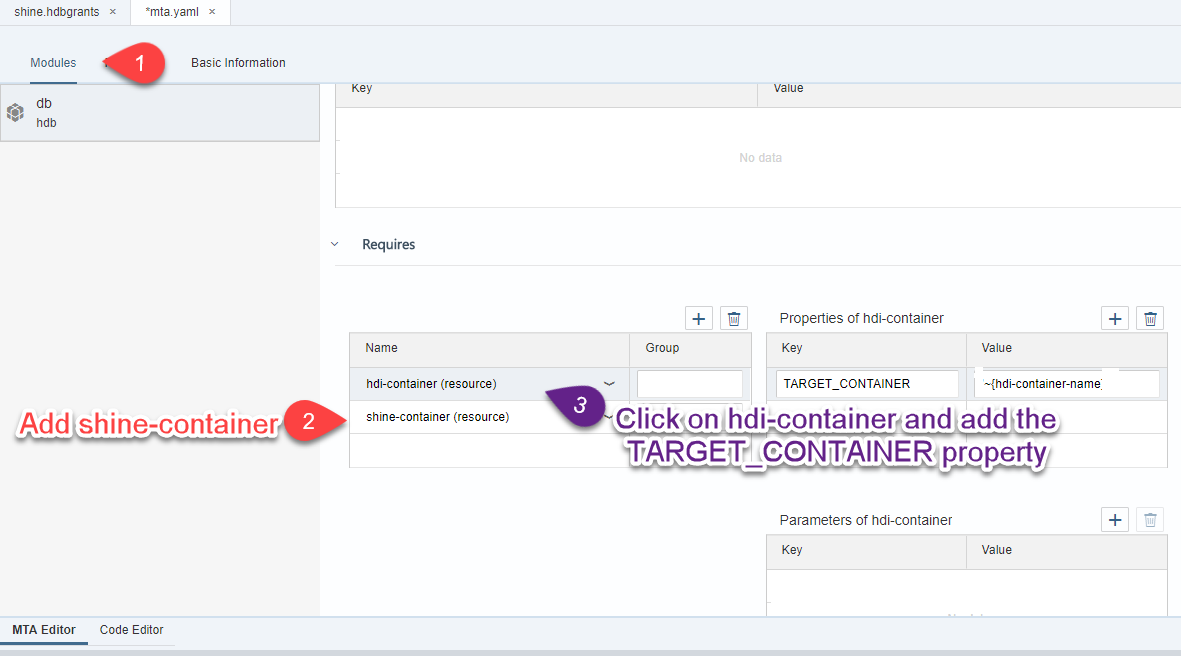 shine.hdbgrants ×
*mta.yaml ×
Modules
1
Basic Information
db
hdb
Key
Value
No data
Requires
Properties of hdi-container
Name
Group
Key
Value
hdi-container (resource)
TARGET_CONTAINER
~{hdi-container-name}
shine-container (resource)
Add shine-container
2
3
Click on hdi-container and add the
TARGET_CONTAINER property
Parameters of hdi-container
Key
Value
MTA Editor
Code Editor